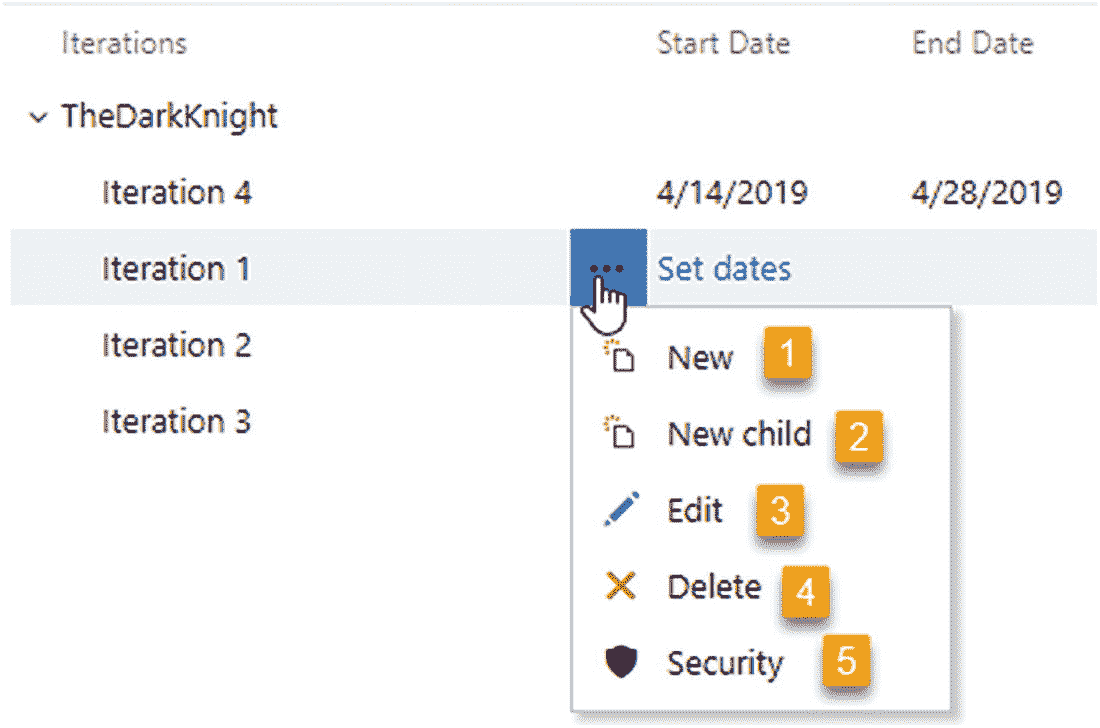 Iterations Start Date End Date
TheDarkKnight
Iteration 4 4/14/2019 4/28/2019
Iteration 1 ... Set dates
Iteration 2
New 1
Iteration 3
New child 2
Edit 3
Delete 4
Security 5